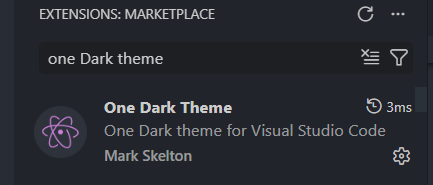 EXTENSIONS: MARKETPLACE
one Dark theme
One Dark Theme 3ms
One Dark theme for Visual Studio Code
Mark Skelton